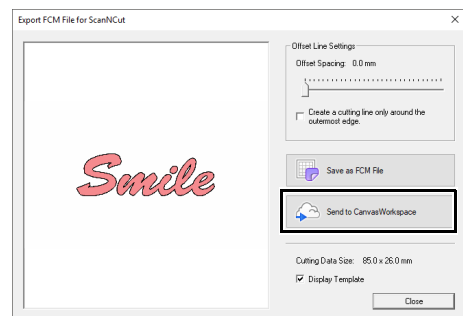 Export FCM File for ScanNCut
Smile
Offset Line Settings
Offset Spacing: 0.0 mm
Create a cutting line only around the
outermost edge.
Save as FCM File
Send to CanvasWorkspace
Cutting Data Size: 85.0 x 26.0 mm
Display Template
Close